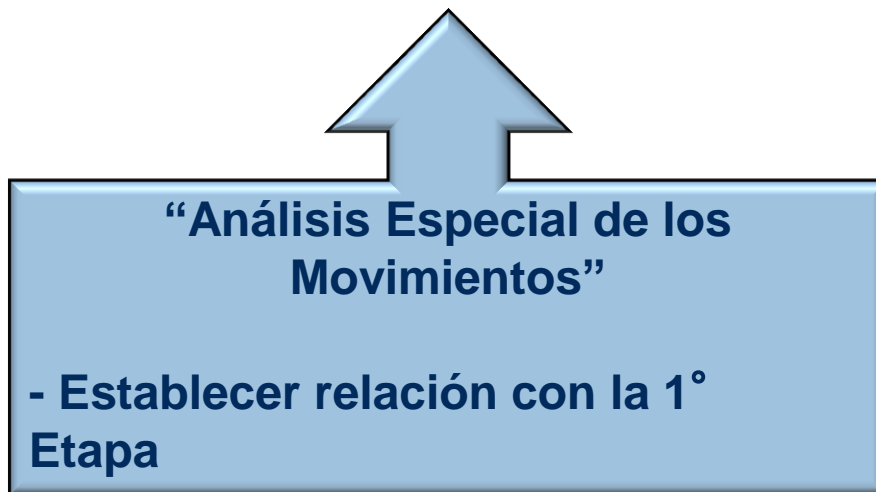 “Análisis Especial de los
Movimientos”
- Establecer relación con la 1°
Etapa